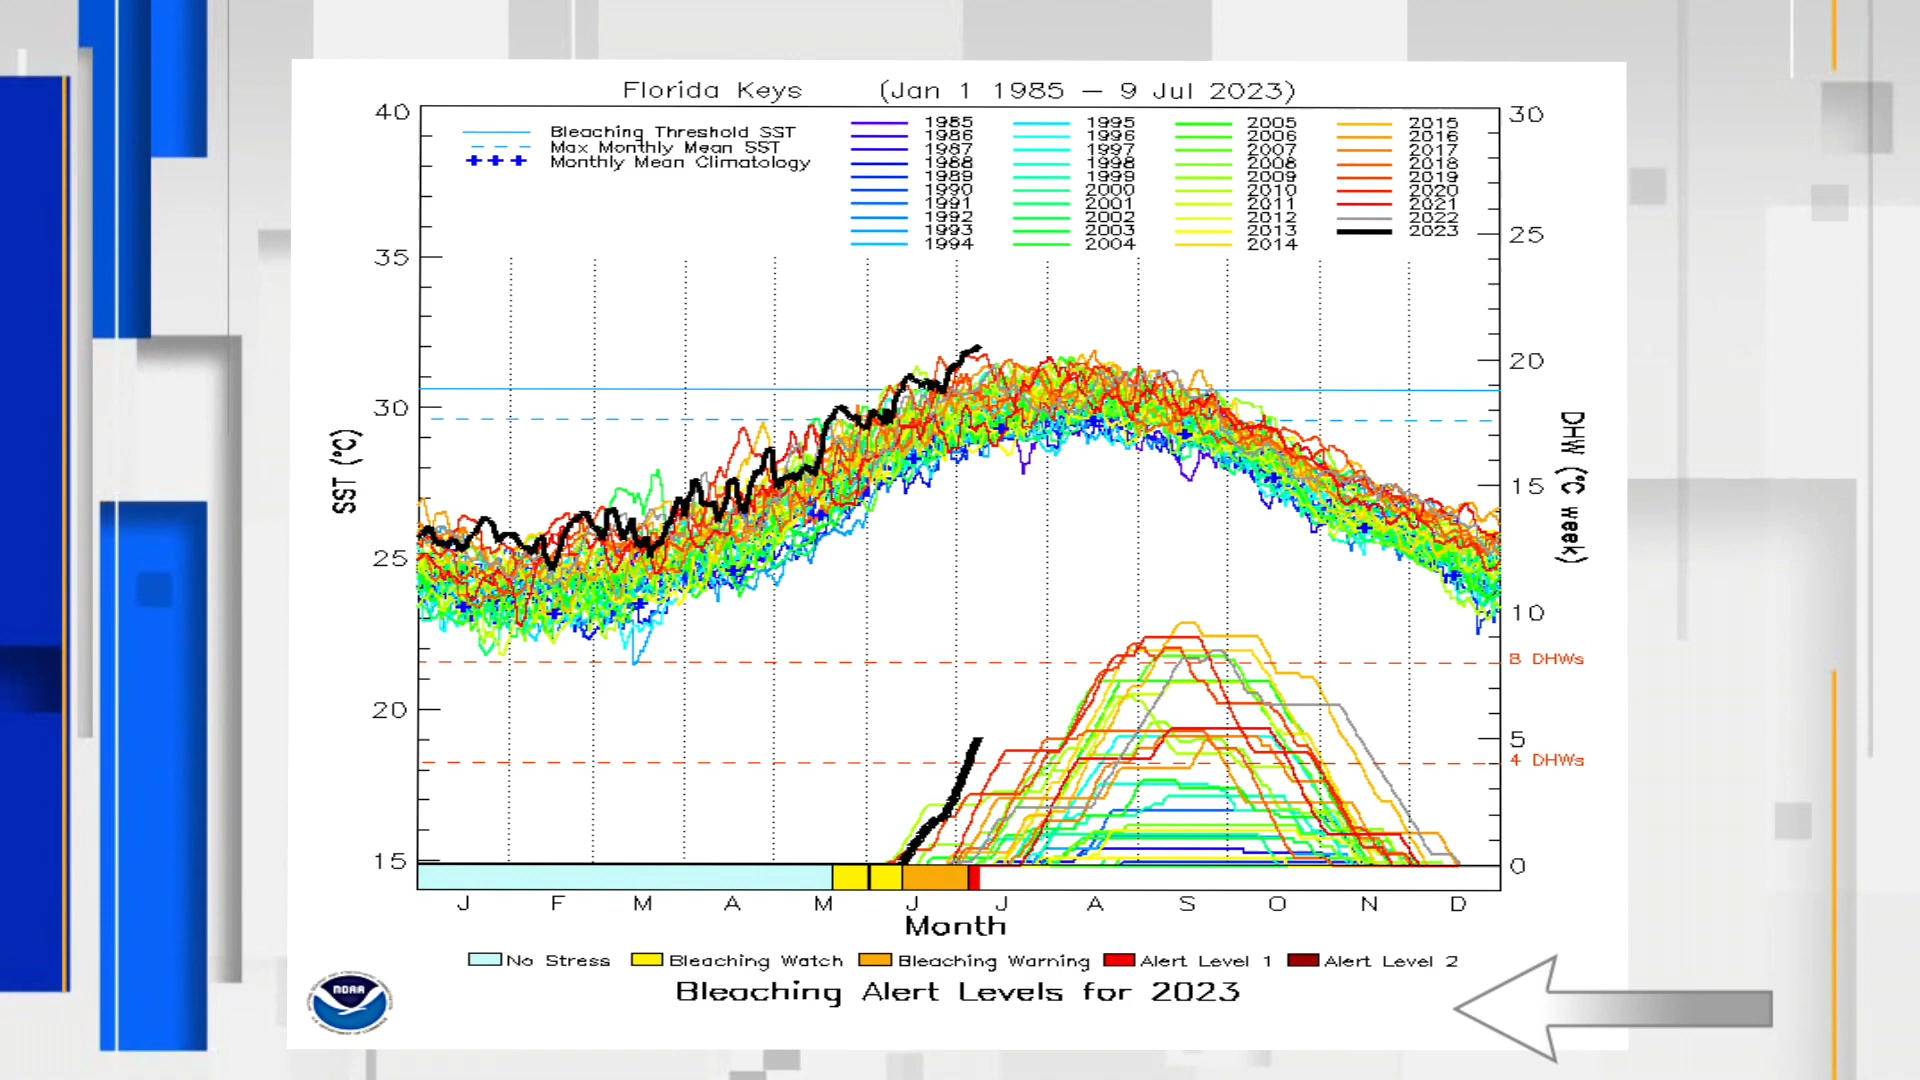 Florida Keys (Jan 1 1985 – 9 Jul 2023)
Bleaching Threshold SST
Max Monthly Mean SST
Monthly Mean Climatology
1985 1995 2005 2015
1986 1996 2006 2016
1987 1997 2007 2017
1988 1998 2008 2018
1989 1999 2009 2019
1990 2000 2010 2020
1991 2001 2011 2021
1992 2002 2012 2022
1993 2003 2013 2023
1994 2004 2014
40
35
30
25
20
15
SST (°C)
30
25
20
15
10
8 DHWs
5
4 DHWs
0
DHW (°C week)
J F M A M J J A S O N D
Month
No Stress Bleaching Watch Bleaching Warning Alert Level 1 Alert Level 2
Bleaching Alert Levels for 2023
NOAA